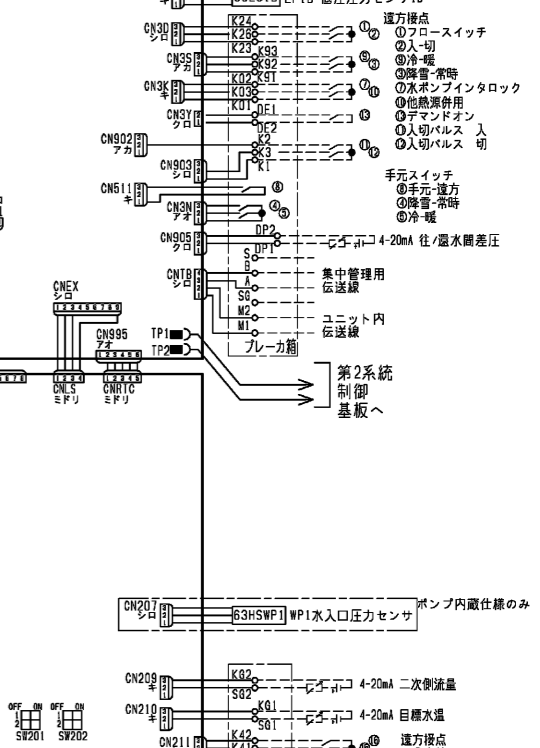 K24
CN3D
シロ
K26
遠方接点
①フロースイッチ
②入-切
⑨冷-暖
③降雪-常時
⑦水ポンプインタロック
⑩他熱源併用
⑬デマンドオン
⑪入切パルス 入
⑫入切パルス 切
K23
CN3S
アカ
K93
K92
K91
CN3K
キ
K02
K03
K01
CN3Y
クロ
DE1
DE2
CN902
アカ
K2
K3
K1
CN903
シロ
CN511
キ
手元スイッチ
⑧手元-遠方
④降雪-常時
⑤冷-暖
CN3N
アオ
CN905
クロ
DP2
DP1
4-20mA 往/還水間差圧
CNTB
シロ
S
B
A
SG
M2
M1
集中管理用
伝送線
ユニット内
伝送線
ブレーカ箱
CNEX
シロ
CN995
アオ
TP1
TP2
CNLS
ミドリ
CNRTC
ミドリ
第2系統
制御
基板へ
CN207
シロ
63HSWP1
WP1水入口圧力センサ
ポンプ内蔵仕様のみ
CN209
キ
KG2
SG2
4-20mA 二次側流量
CN210
キ
KG1
SG1
4-20mA 目標水温
OFF ON
OFF ON
SW201
SW202
CN211
K42
K41
⑯
遠方接点